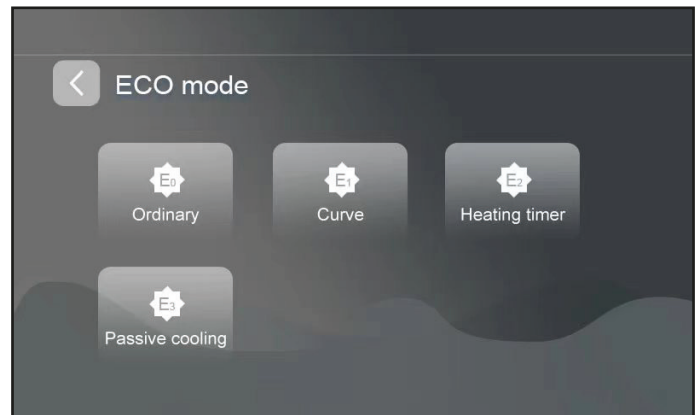 ECO mode
E0
E1
E2
Ordinary
Curve
Heating timer
E3
Passive cooling